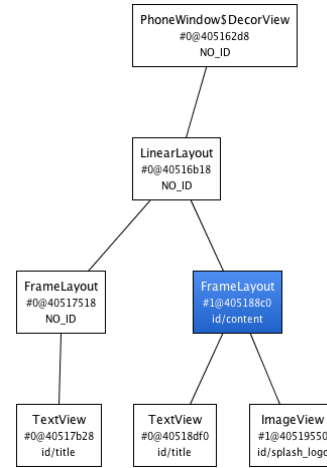 PhoneWindow$DecorView
#0@405162d8
NO_ID
LinearLayout
#0@40516b18
NO_ID
FrameLayout
#0@40517518
NO_ID
FrameLayout
#1@405188c0
id/content
TextView
#0@40517b28
id/title
TextView
#0@40518df0
id/title
ImageView
#1@40519550
id/splash_logo